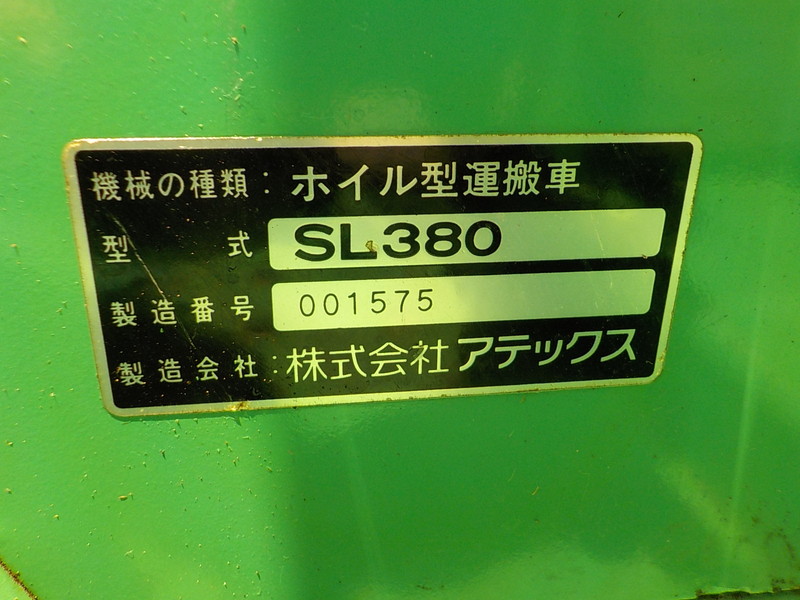 機械の種類: ホイル型運搬車
型式 SL380
製造番号 001575
製造会社: 株式会社アテックス